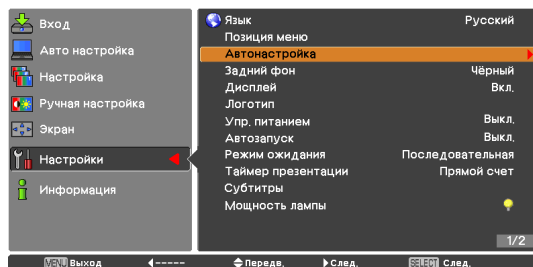 Вход
Авто настройка
Настройка
Ручная настройка
Экран
Настройки
Информация
Язык Русский
Позиция меню
Автонастройка
Задний фон Чёрный
Дисплей Вкл.
Логотип
Упр. питанием Выкл.
Автозапуск Выкл.
Режим ожидания Последовательная
Таймер презентации Прямой счет
Субтитры
Мощность лампы
1/2
MENU Выход ----- Передв. След. SELECT След.